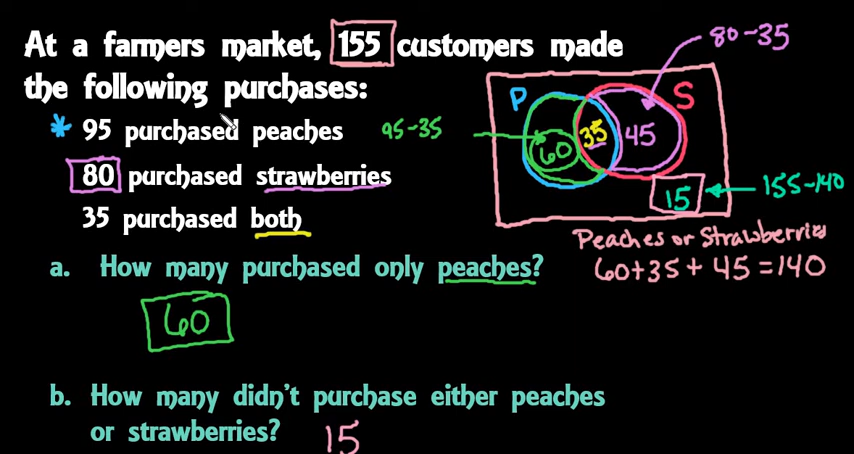 At a farmers market, 155 customers made
the following purchases:
* 95 purchased peaches 95-35
80 purchased strawberries
35 purchased both
80-35
P S
60 35 45
15 155-140
Peaches or Strawberries
60+35+45=140
a. How many purchased only peaches?
60
b. How many didn't purchase either peaches
or strawberries? 15